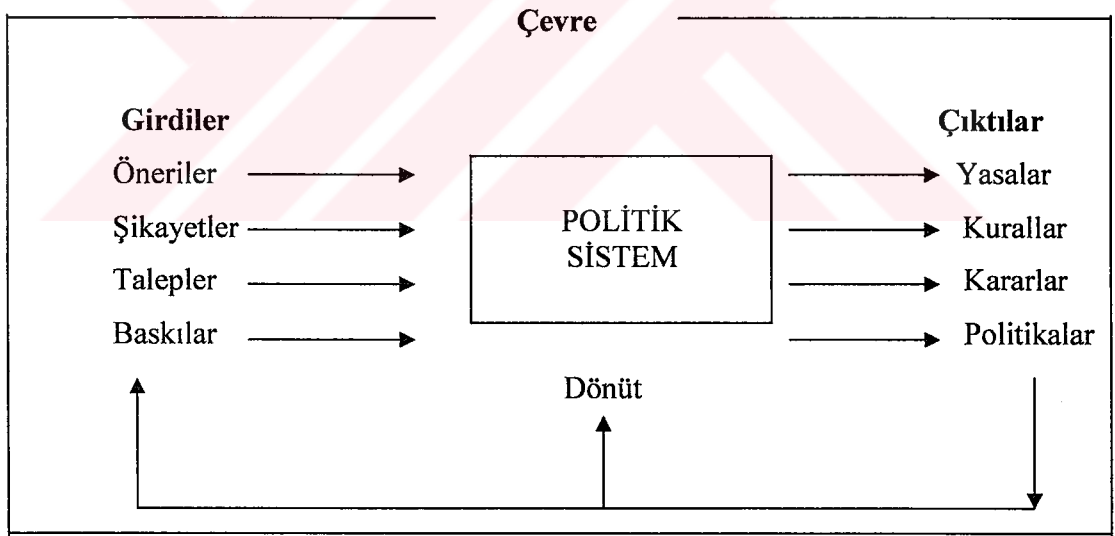 Çevre
Girdiler
Öneriler
Şikayetler
Talepler
Baskılar
POLİTİK
SİSTEM
Çıktılar
Yasalar
Kurallar
Kararlar
Politikalar
Dönüt